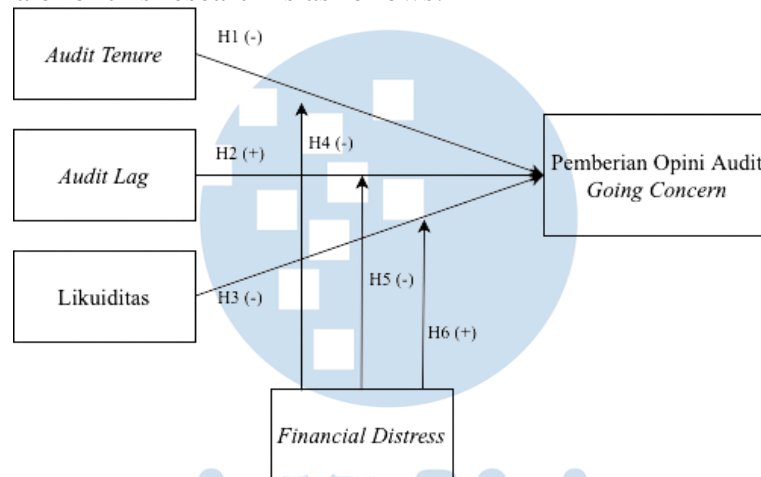 H1 (-)
Audit Tenure
H4 (-)
H2 (+)
Pemberian Opini Audit
Going Concern
Audit Lag
H5 (-)
Likuiditas
H3 (-)
H6 (+)
Financial Distress